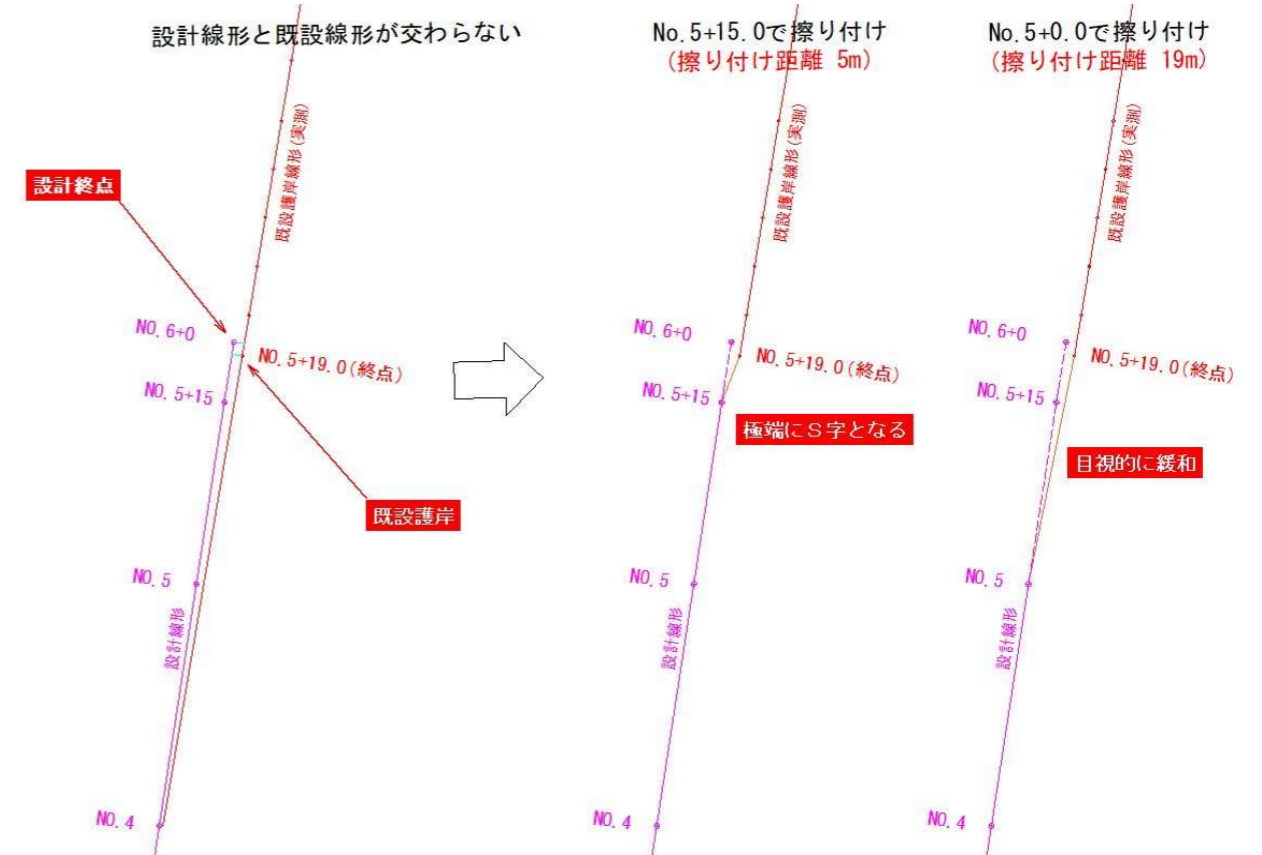 設計線形と既設線形が交わらない
既設護岸線形(実測)
設計終点
NO. 6+0
NO. 5+19.0(終点)
NO. 5+15
既設護岸
NO. 5
設計線形
NO. 4
No.5+15.0で擦り付け
(擦り付け距離 5m)
既設護岸線形(実測)
NO. 6+0
NO. 5+19.0(終点)
NO. 5+15
極端にS字となる
NO. 5
設計線形
NO. 4
No.5+0.0で擦り付け
(擦り付け距離 19m)
既設護岸線形(実測)
NO. 6+0
NO. 5+19.0(終点)
NO. 5+15
目視的に緩和
NO. 5
設計線形
NO. 4